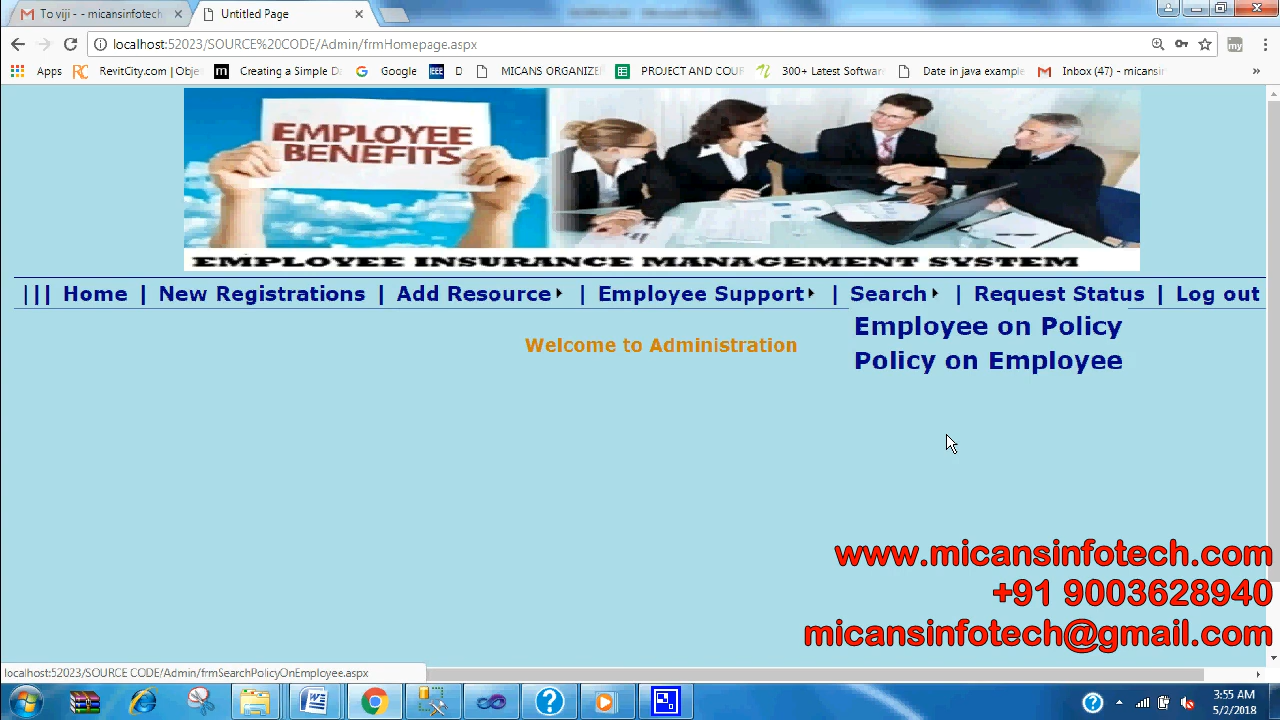 To viji - - micansinfotech
Untitled Page
localhost:52023/SOURCE%20CODE/Admin/frmHomepage.aspx
Apps RevitCity.com | Obje Creating a Simple D Google D MICANS ORGANIZE PROJECT AND COUR 300+ Latest Softwar Date in java example Inbox (47) - micansin »
EMPLOYEE
BENEFITS
EMPLOYEE INSURANCE MANAGEMENT SYSTEM
||| Home | New Registrations | Add Resource | Employee Support | Search | Request Status | Log out
Employee on Policy
Welcome to Administration
Policy on Employee
www.micansinfotech.com
+91 9003628940
micansinfotech@gmail.com
localhost:52023/SOURCE CODE/Admin/frmSearchPolicyOnEmployee.aspx
3:55 AM
5/2/2018